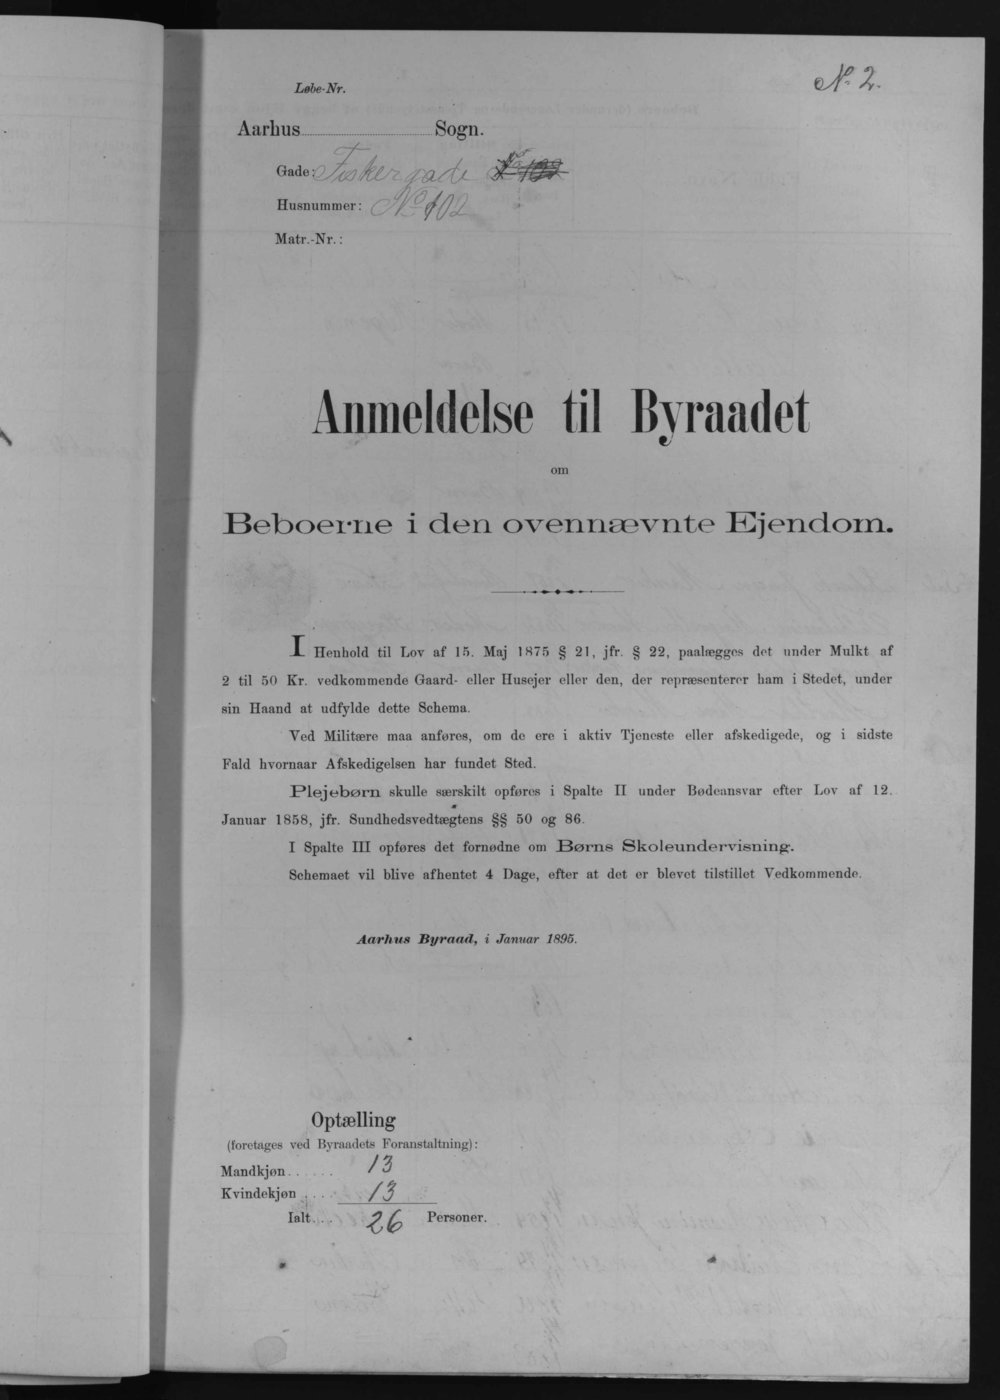 Løbe-Nr.
No 2.
Aarhus Sogn.
Gade: Fiskergade
Husnummer: No 102
Matr.-Nr.:
Anmeldelse til Byraadet
om
Beboerne i den ovennævnte Ejendom.
I Henhold til Lov af 15. Maj 1875 § 21, jfr. § 22, paalægges det under Mulkt af
2 til 50 Kr. vedkommende Gaard- eller Husejer eller den, der repræsenterer ham i Stedet, under
sin Haand at udfylde dette Schema.
Ved Militære maa anføres, om de ere i aktiv Tjeneste eller afskedigede, og i sidste
Fald hvornaar Afskedigelsen har fundet Sted.
Plejebørn skulle særskilt opføres i Spalte II under Bødeansvar efter Lov af 12.
Januar 1858, jfr. Sundhedsvedtægtens §§ 50 og 86.
I Spalte III opføres det fornødne om Børns Skoleundervisning.
Schemaet vil blive afhentet 4 Dage, efter at det er blevet tilstillet Vedkommende.
Aarhus Byraad, i Januar 1895.
Optælling
(foretages ved Byraadets Foranstaltning):
Mandkjøn...... 13
Kvindekjøn.... 13
Ialt... 26 Personer.